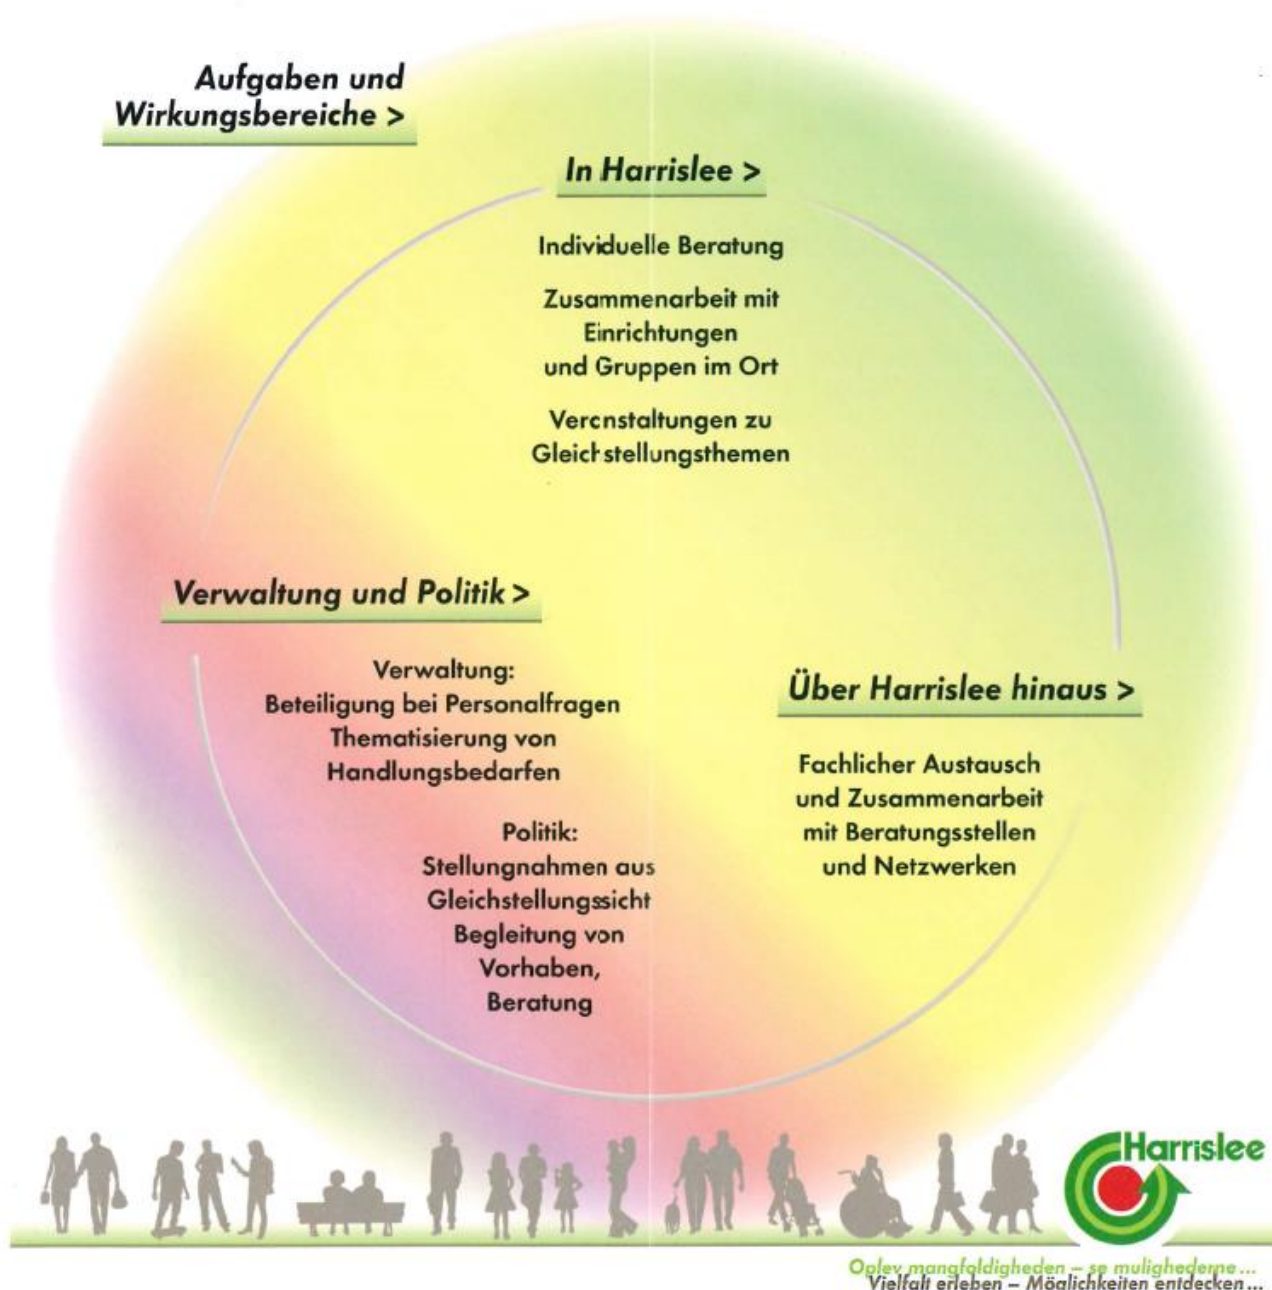 Aufgaben und
Wirkungsbereiche >
In Harrislee >
Individuelle Beratung
Zusammenarbeit mit
Einrichtungen
und Gruppen im Ort
Veranstaltungen zu
Gleichstellungsthemen
Verwaltung und Politik >
Verwaltung:
Beteiligung bei Personalfragen
Thematisierung von
Handlungsbedarfen
Politik:
Stellungnahmen aus
Gleichstellungssicht
Begleitung von
Vorhaben,
Beratung
Über Harrislee hinaus >
Fachlicher Austausch
und Zusammenarbeit
mit Beratungsstellen
und Netzwerken
Harrislee
Oplev mangfoldigheden – se mulighederne ...
Vielfalt erleben – Möglichkeiten entdecken ...